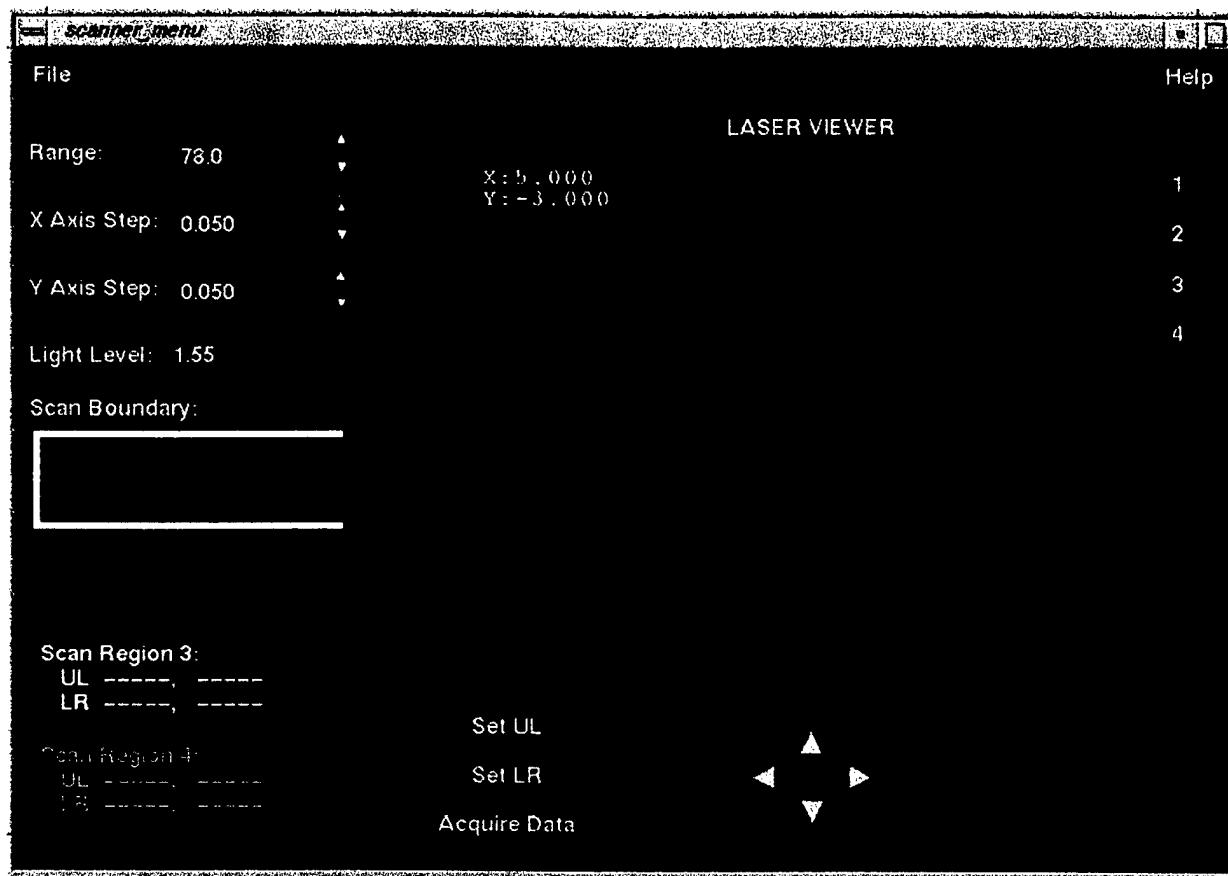 scanner_menu
File Help
LASER VIEWER
Range: 78.0
X:5.000
Y:-3.000
1
X Axis Step: 0.050
2
Y Axis Step: 0.050
3
4
Light Level: 1.55
Scan Boundary:
Scan Region 3:
UL -----, -----
LR -----, -----
Set UL
Scan Region 4:
UL -----, -----
LR -----, -----
Set LR
Acquire Data